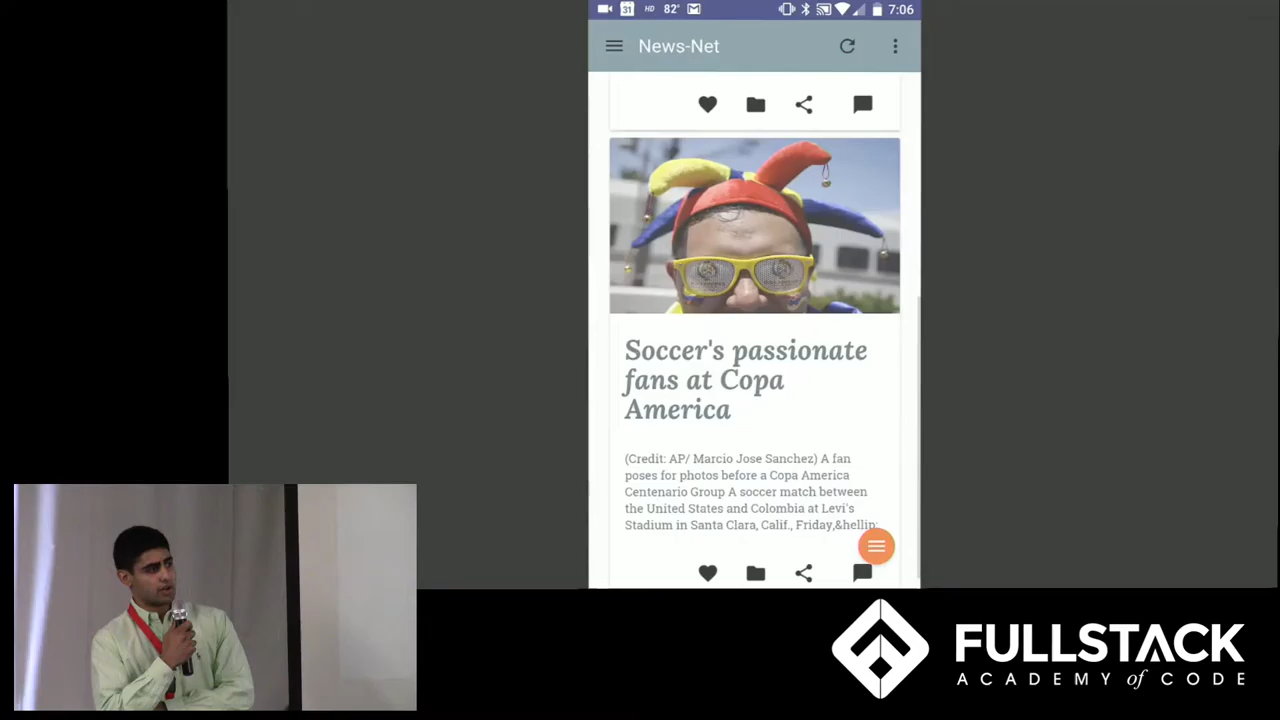 31 HD 82° 7:06
News-Net
Soccer's passionate
fans at Copa
America
(Credit: AP/ Marcio Jose Sanchez) A fan
poses for photos before a Copa America
Centenario Group A soccer match between
the United States and Colombia at Levi's
Stadium in Santa Clara, Calif., Friday,&hellip;
FULLSTACK
ACADEMY of CODE